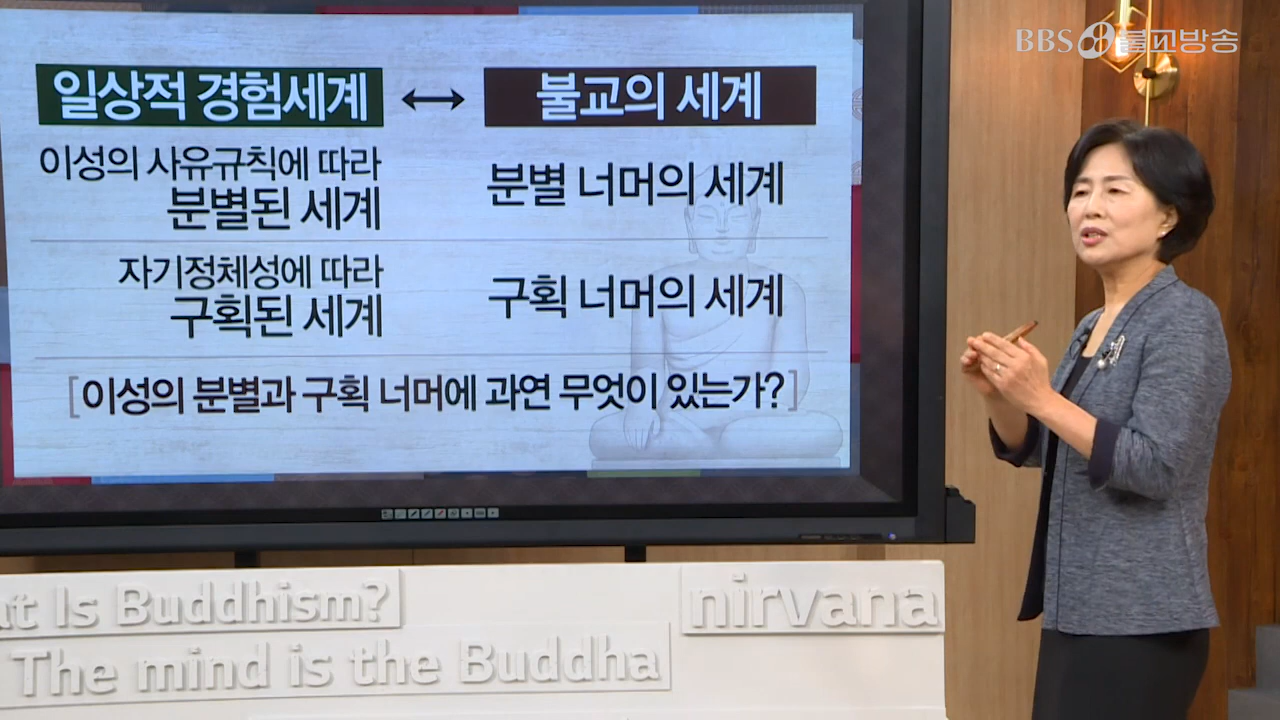 BBS 불교방송
일상적 경험세계 ↔ 불교의 세계
이성의 사유규칙에 따라
분별된 세계
분별 너머의 세계
자기정체성에 따라
구획된 세계
구획 너머의 세계
[이성의 분별과 구획 너머에 과연 무엇이 있는가?]
at Is Buddhism?
nirvana
The mind is the Buddha